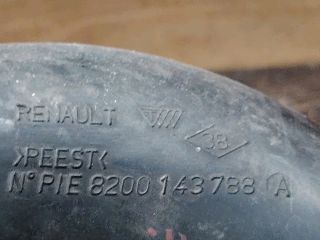 RENAULT 38
>PEEST<
N° PIE 8200 143 788 A